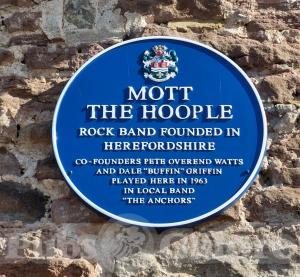 MOTT
THE HOOPLE
ROCK BAND FOUNDED IN
HEREFORDSHIRE
CO-FOUNDERS PETE OVEREND WATTS
AND DALE "BUFFIN" GRIFFIN
PLAYED HERE IN 1963
IN LOCAL BAND
"THE ANCHORS"